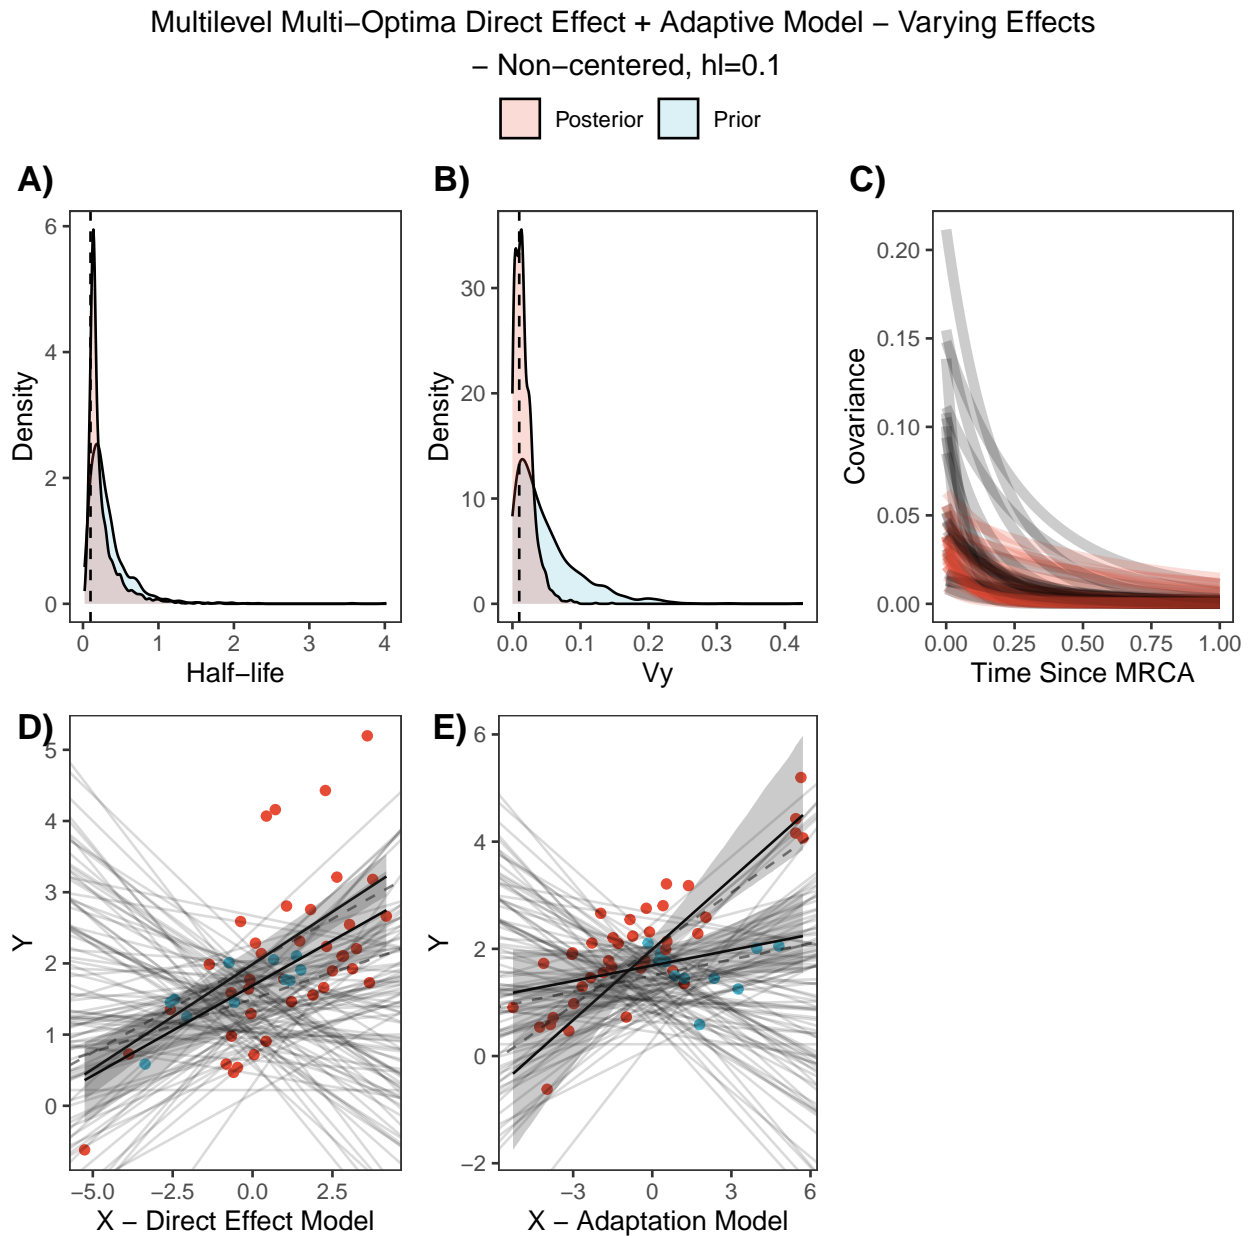 Multilevel Multi−Optima Direct Effect + Adaptive Model − Varying Effects
− Non−centered, hl=0.1
Posterior
Prior
A)
B)
C)
Density
6
4
2
0
0
1
2
3
4
Half−life
Density
30
20
10
0
0.0
0.1
0.2
0.3
0.4
Vy
Covariance
0.20
0.15
0.10
0.05
0.00
0.00
0.25
0.50
0.75
1.00
Time Since MRCA
D)
E)
Y
5
4
3
2
1
0
−5.0
−2.5
0.0
2.5
X − Direct Effect Model
Y
6
4
2
0
−2
−3
0
3
6
X − Adaptation Model